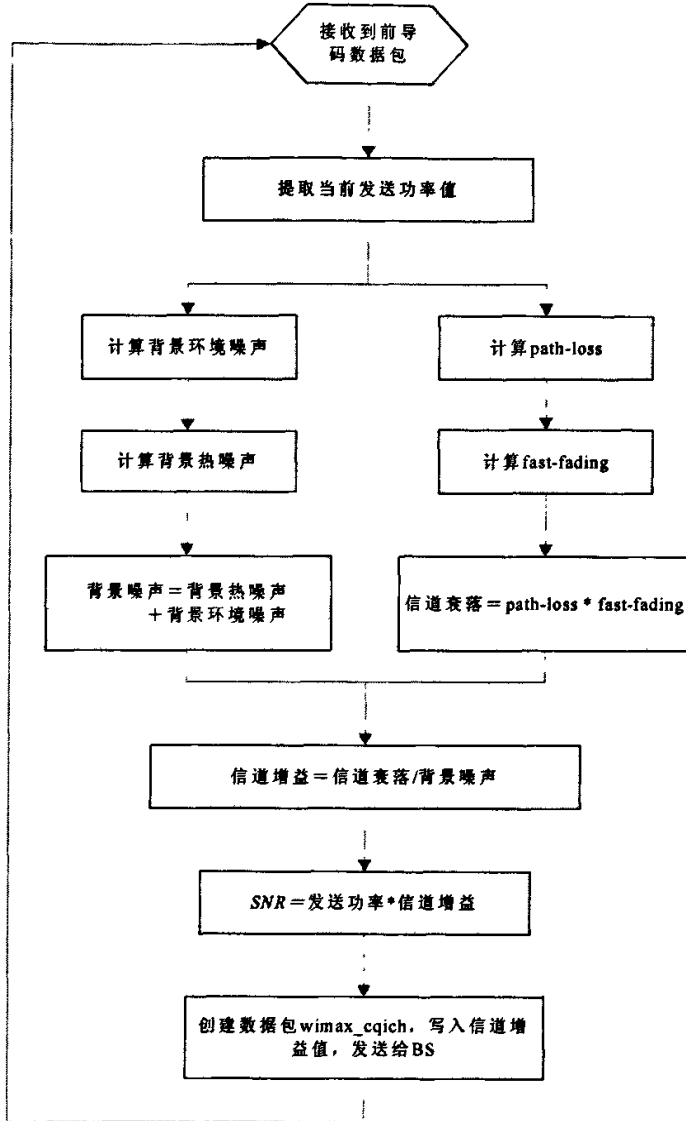 接收到前导
码数据包
提取当前发送功率值
计算背景环境噪声
计算path-loss
计算背景热噪声
计算fast-fading
背景噪声＝背景热噪声
＋背景环境噪声
信道衰落＝path-loss * fast-fading
信道增益＝信道衰落/背景噪声
SNR＝发送功率*信道增益
创建数据包wimax_cqich，写入信道增
益值，发送给BS